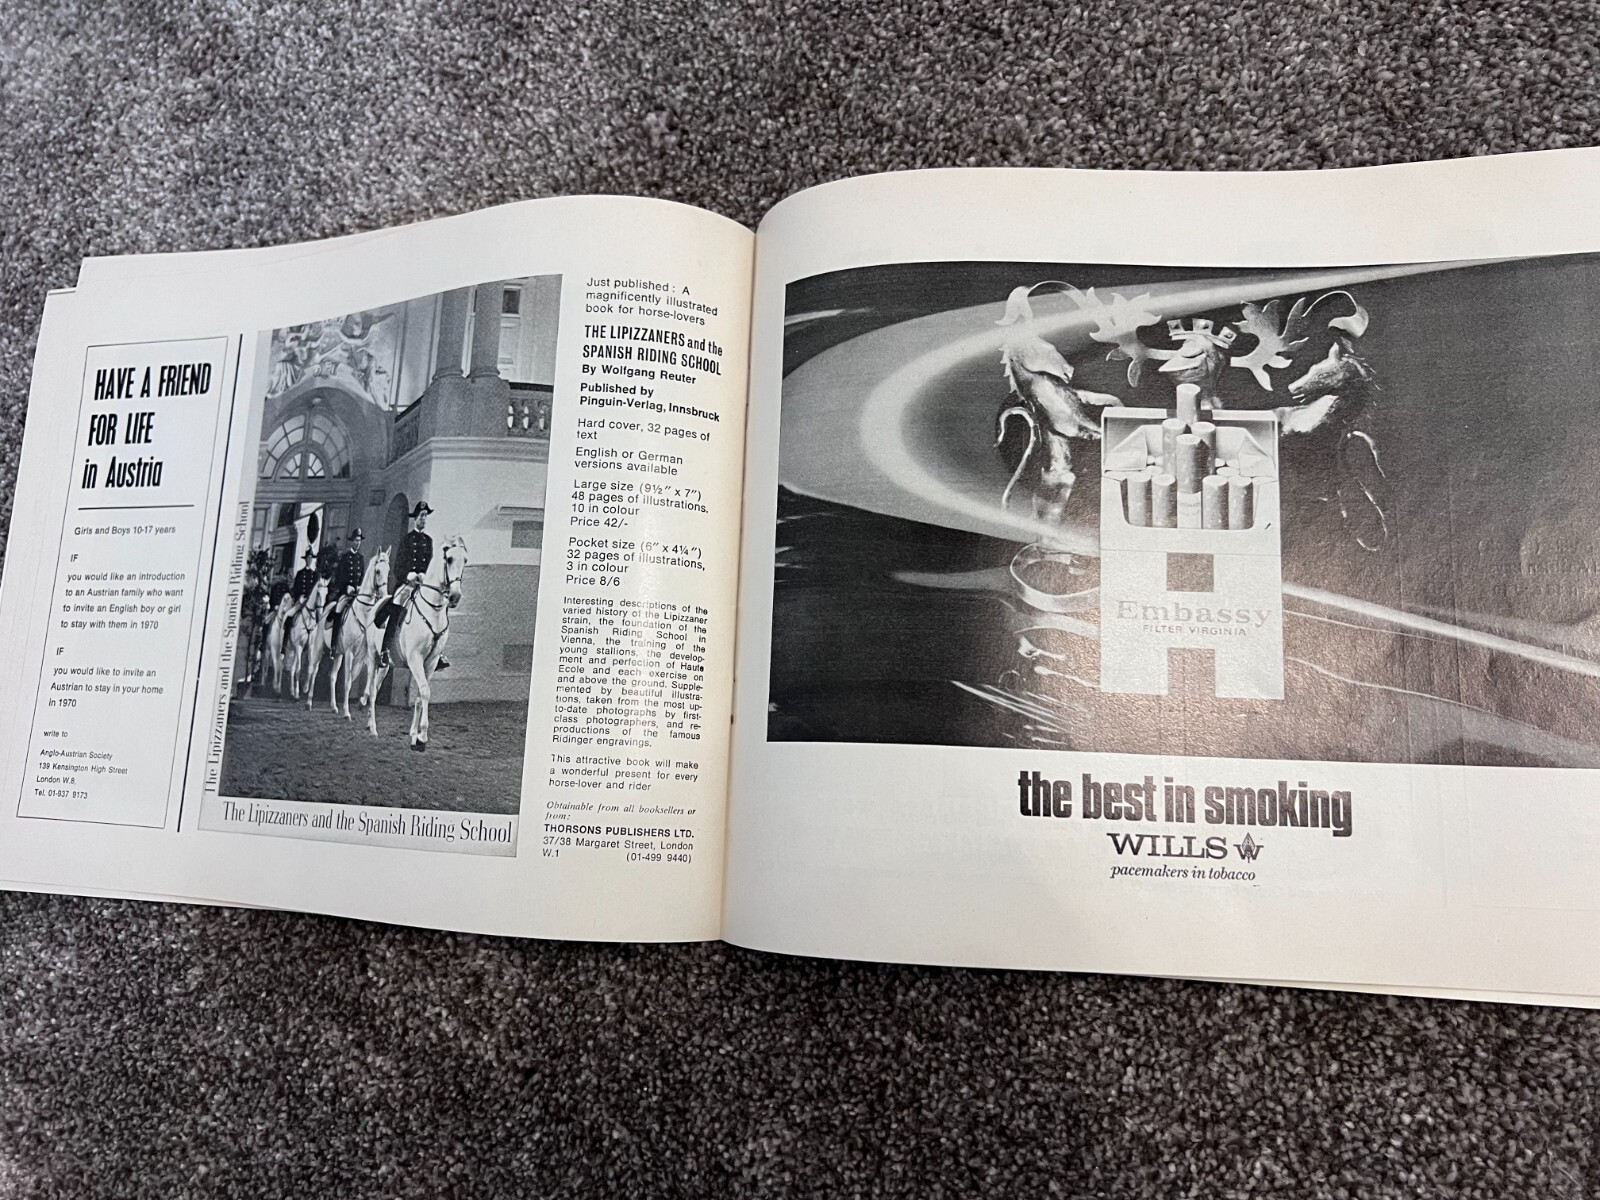 HAVE A FRIEND
FOR LIFE
in Austria
Girls and Boys 10-17 years
IF
you would like an introduction
to an Austrian family who want
to invite an English boy or girl
to stay with them in 1970
IF
you would like to invite an
Austrian to stay in your home
in 1970
write to
Anglo-Austrian Society
139 Kensington High Street
London W.8.
Tel. 01-937 9173
The Lipizzaners and the Spanish Riding School
The Lipizzaners and the Spanish Riding School
Just published : A
magnificently illustrated
book for horse-lovers
THE LIPIZZANERS and the
SPANISH RIDING SCHOOL
By Wolfgang Reuter
Published by
Pinguin-Verlag, Innsbruck
Hard cover, 32 pages of
text
English or German
versions available
Large size (9½″ x 7″)
48 pages of illustrations.
10 in colour
Price 42/-
Pocket size (6″ x 4¼″)
32 pages of illustrations,
3 in colour
Price 8/6
Interesting descriptions of the
varied history of the Lipizzaner
strain, the foundation of the
Spanish Riding School in
Vienna, the training of the
young stallions, the develop-
ment and perfection of Haute
Ecole and each exercise on
and above the ground. Supple-
mented by beautiful illustra-
tions, taken from the most up-
to-date photographs by first-
class photographers, and re-
productions of the famous
Ridinger engravings.
This attractive book will make
a wonderful present for every
horse-lover and rider
Obtainable from all booksellers or
from:
THORSONS PUBLISHERS LTD.
37/38 Margaret Street, London
W.1 (01-499 9440)
Embassy
FILTER VIRGINIA
the best in smoking
WILLS W
pacemakers in tobacco